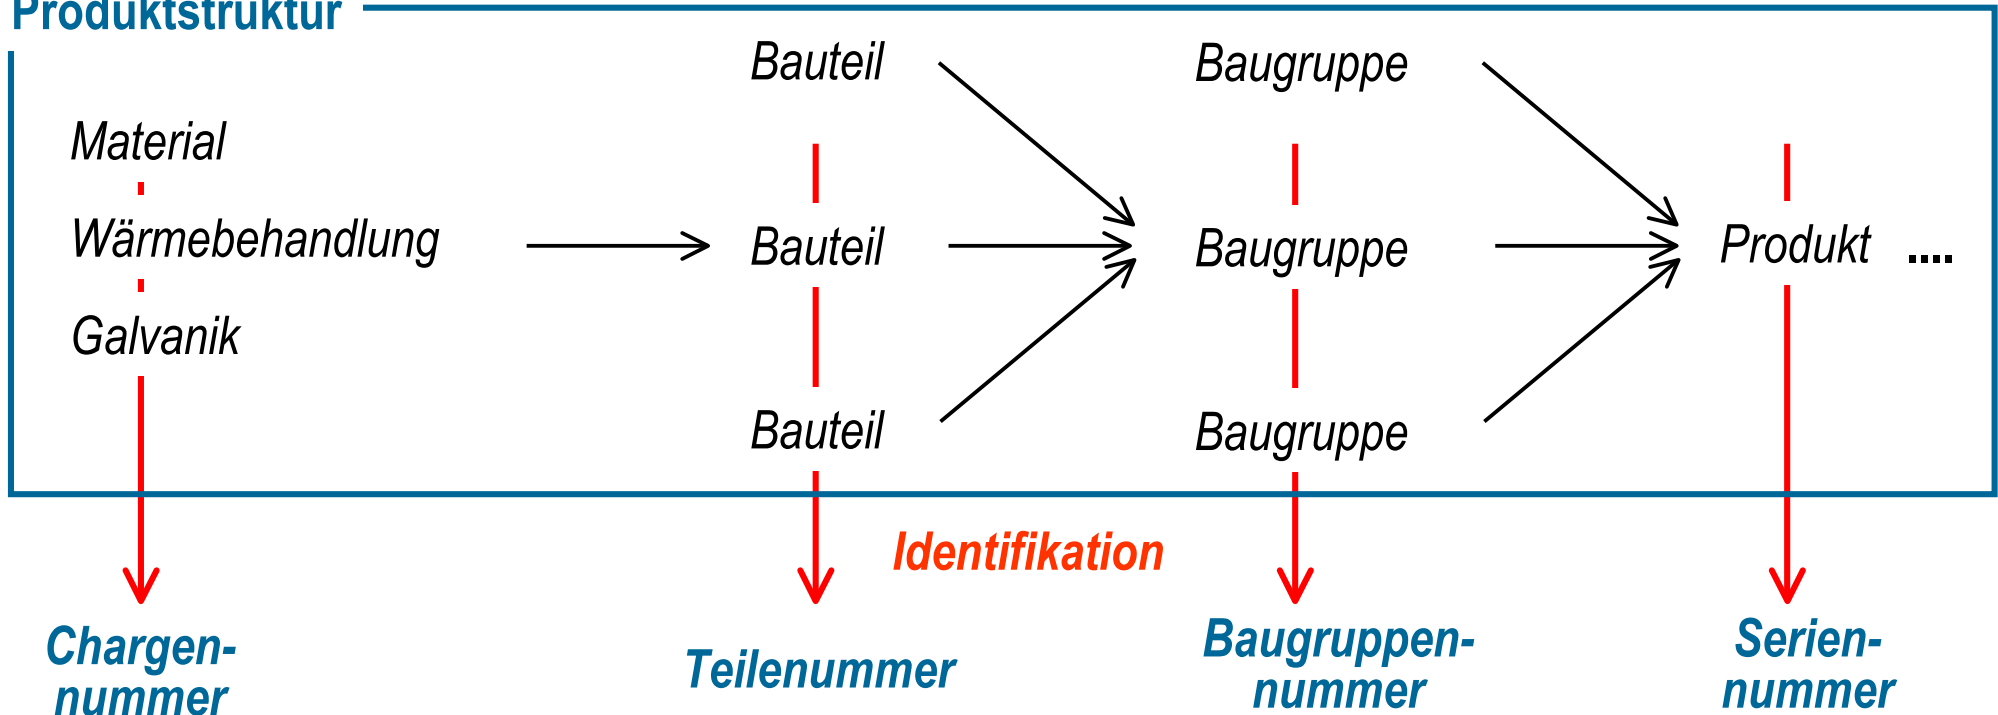 Produktstruktur
Bauteil
Baugruppe
Material
Wärmebehandlung
Bauteil
Baugruppe
Produkt ....
Galvanik
Bauteil
Baugruppe
Identifikation
Chargen-
nummer
Teilenummer
Baugruppen-
nummer
Serien-
nummer